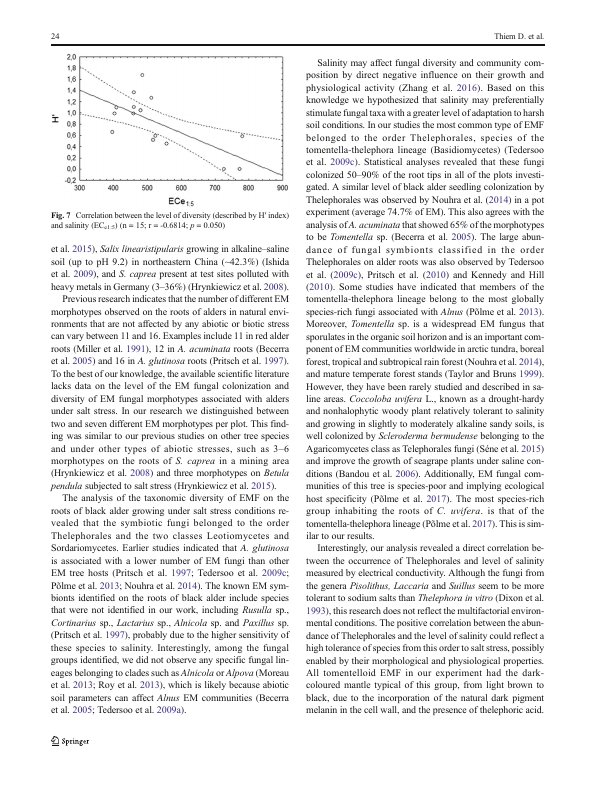 24
Thiem D. et al.
2,0
1,8
1,6
1,4
1,2
1,0
0,8
0,6
0,4
0,2
0,0
-0,2
H'
300 400 500 600 700 800 900
ECe1:5
Fig. 7 Correlation between the level of diversity (described by H' index)
and salinity (ECe1:5) (n = 15; r = -0.6814; p = 0.050)
et al. 2015), Salix linearistipularis growing in alkaline–saline
soil (up to pH 9.2) in northeastern China (~42.3%) (Ishida
et al. 2009), and S. caprea present at test sites polluted with
heavy metals in Germany (3–36%) (Hrynkiewicz et al. 2008).
Previous research indicates that the number of different EM
morphotypes observed on the roots of alders in natural envi-
ronments that are not affected by any abiotic or biotic stress
can vary between 11 and 16. Examples include 11 in red alder
roots (Miller et al. 1991), 12 in A. acuminata roots (Becerra
et al. 2005) and 16 in A. glutinosa roots (Pritsch et al. 1997).
To the best of our knowledge, the available scientific literature
lacks data on the level of the EM fungal colonization and
diversity of EM fungal morphotypes associated with alders
under salt stress. In our research we distinguished between
two and seven different EM morphotypes per plot. This find-
ing was similar to our previous studies on other tree species
and under other types of abiotic stresses, such as 3–6
morphotypes on the roots of S. caprea in a mining area
(Hrynkiewicz et al. 2008) and three morphotypes on Betula
pendula subjected to salt stress (Hrynkiewicz et al. 2015).
The analysis of the taxonomic diversity of EMF on the
roots of black alder growing under salt stress conditions re-
vealed that the symbiotic fungi belonged to the order
Thelephorales and the two classes Leotiomycetes and
Sordariomycetes. Earlier studies indicated that A. glutinosa
is associated with a lower number of EM fungi than other
EM tree hosts (Pritsch et al. 1997; Tedersoo et al. 2009c;
Põlme et al. 2013; Nouhra et al. 2014). The known EM sym-
bionts identified on the roots of black alder include species
that were not identified in our work, including Rusulla sp.,
Cortinarius sp., Lactarius sp., Alnicola sp. and Paxillus sp.
(Pritsch et al. 1997), probably due to the higher sensitivity of
these species to salinity. Interestingly, among the fungal
groups identified, we did not observe any specific fungal lin-
eages belonging to clades such as Alnicola or Alpova (Moreau
et al. 2013; Roy et al. 2013), which is likely because abiotic
soil parameters can affect Alnus EM communities (Becerra
et al. 2005; Tedersoo et al. 2009a).
Salinity may affect fungal diversity and community com-
position by direct negative influence on their growth and
physiological activity (Zhang et al. 2016). Based on this
knowledge we hypothesized that salinity may preferentially
stimulate fungal taxa with a greater level of adaptation to harsh
soil conditions. In our studies the most common type of EMF
belonged to the order Thelephorales, species of the
tomentella-thelephora lineage (Basidiomycetes) (Tedersoo
et al. 2009c). Statistical analyses revealed that these fungi
colonized 50–90% of the root tips in all of the plots investi-
gated. A similar level of black alder seedling colonization by
Thelephorales was observed by Nouhra et al. (2014) in a pot
experiment (average 74.7% of EM). This also agrees with the
analysis of A. acuminata that showed 65% of the morphotypes
to be Tomentella sp. (Becerra et al. 2005). The large abun-
dance of fungal symbionts classified in the order
Thelephorales on alder roots was also observed by Tedersoo
et al. (2009c), Pritsch et al. (2010) and Kennedy and Hill
(2010). Some studies have indicated that members of the
tomentella-thelephora lineage belong to the most globally
species-rich fungi associated with Alnus (Põlme et al. 2013).
Moreover, Tomentella sp. is a widespread EM fungus that
sporulates in the organic soil horizon and is an important com-
ponent of EM communities worldwide in arctic tundra, boreal
forest, tropical and subtropical rain forest (Nouhra et al. 2014),
and mature temperate forest stands (Taylor and Bruns 1999).
However, they have been rarely studied and described in sa-
line areas. Coccoloba uvifera L., known as a drought-hardy
and nonhalophytic woody plant relatively tolerant to salinity
and growing in slightly to moderately alkaline sandy soils, is
well colonized by Scleroderma bermudense belonging to the
Agaricomycetes class as Telephorales fungi (Séne et al. 2015)
and improve the growth of seagrape plants under saline con-
ditions (Bandou et al. 2006). Additionally, EM fungal com-
munities of this tree is species-poor and implying ecological
host specificity (Põlme et al. 2017). The most species-rich
group inhabiting the roots of C. uvifera. is that of the
tomentella-thelephora lineage (Põlme et al. 2017). This is sim-
ilar to our results.
Interestingly, our analysis revealed a direct correlation be-
tween the occurrence of Thelephorales and level of salinity
measured by electrical conductivity. Although the fungi from
the genera Pisolithus, Laccaria and Suillus seem to be more
tolerant to sodium salts than Thelephora in vitro (Dixon et al.
1993), this research does not reflect the multifactorial environ-
mental conditions. The positive correlation between the abun-
dance of Thelephorales and the level of salinity could reflect a
high tolerance of species from this order to salt stress, possibly
enabled by their morphological and physiological properties.
All tomentelloid EMF in our experiment had the dark-
coloured mantle typical of this group, from light brown to
black, due to the incorporation of the natural dark pigment
melanin in the cell wall, and the presence of thelephoric acid.
Springer